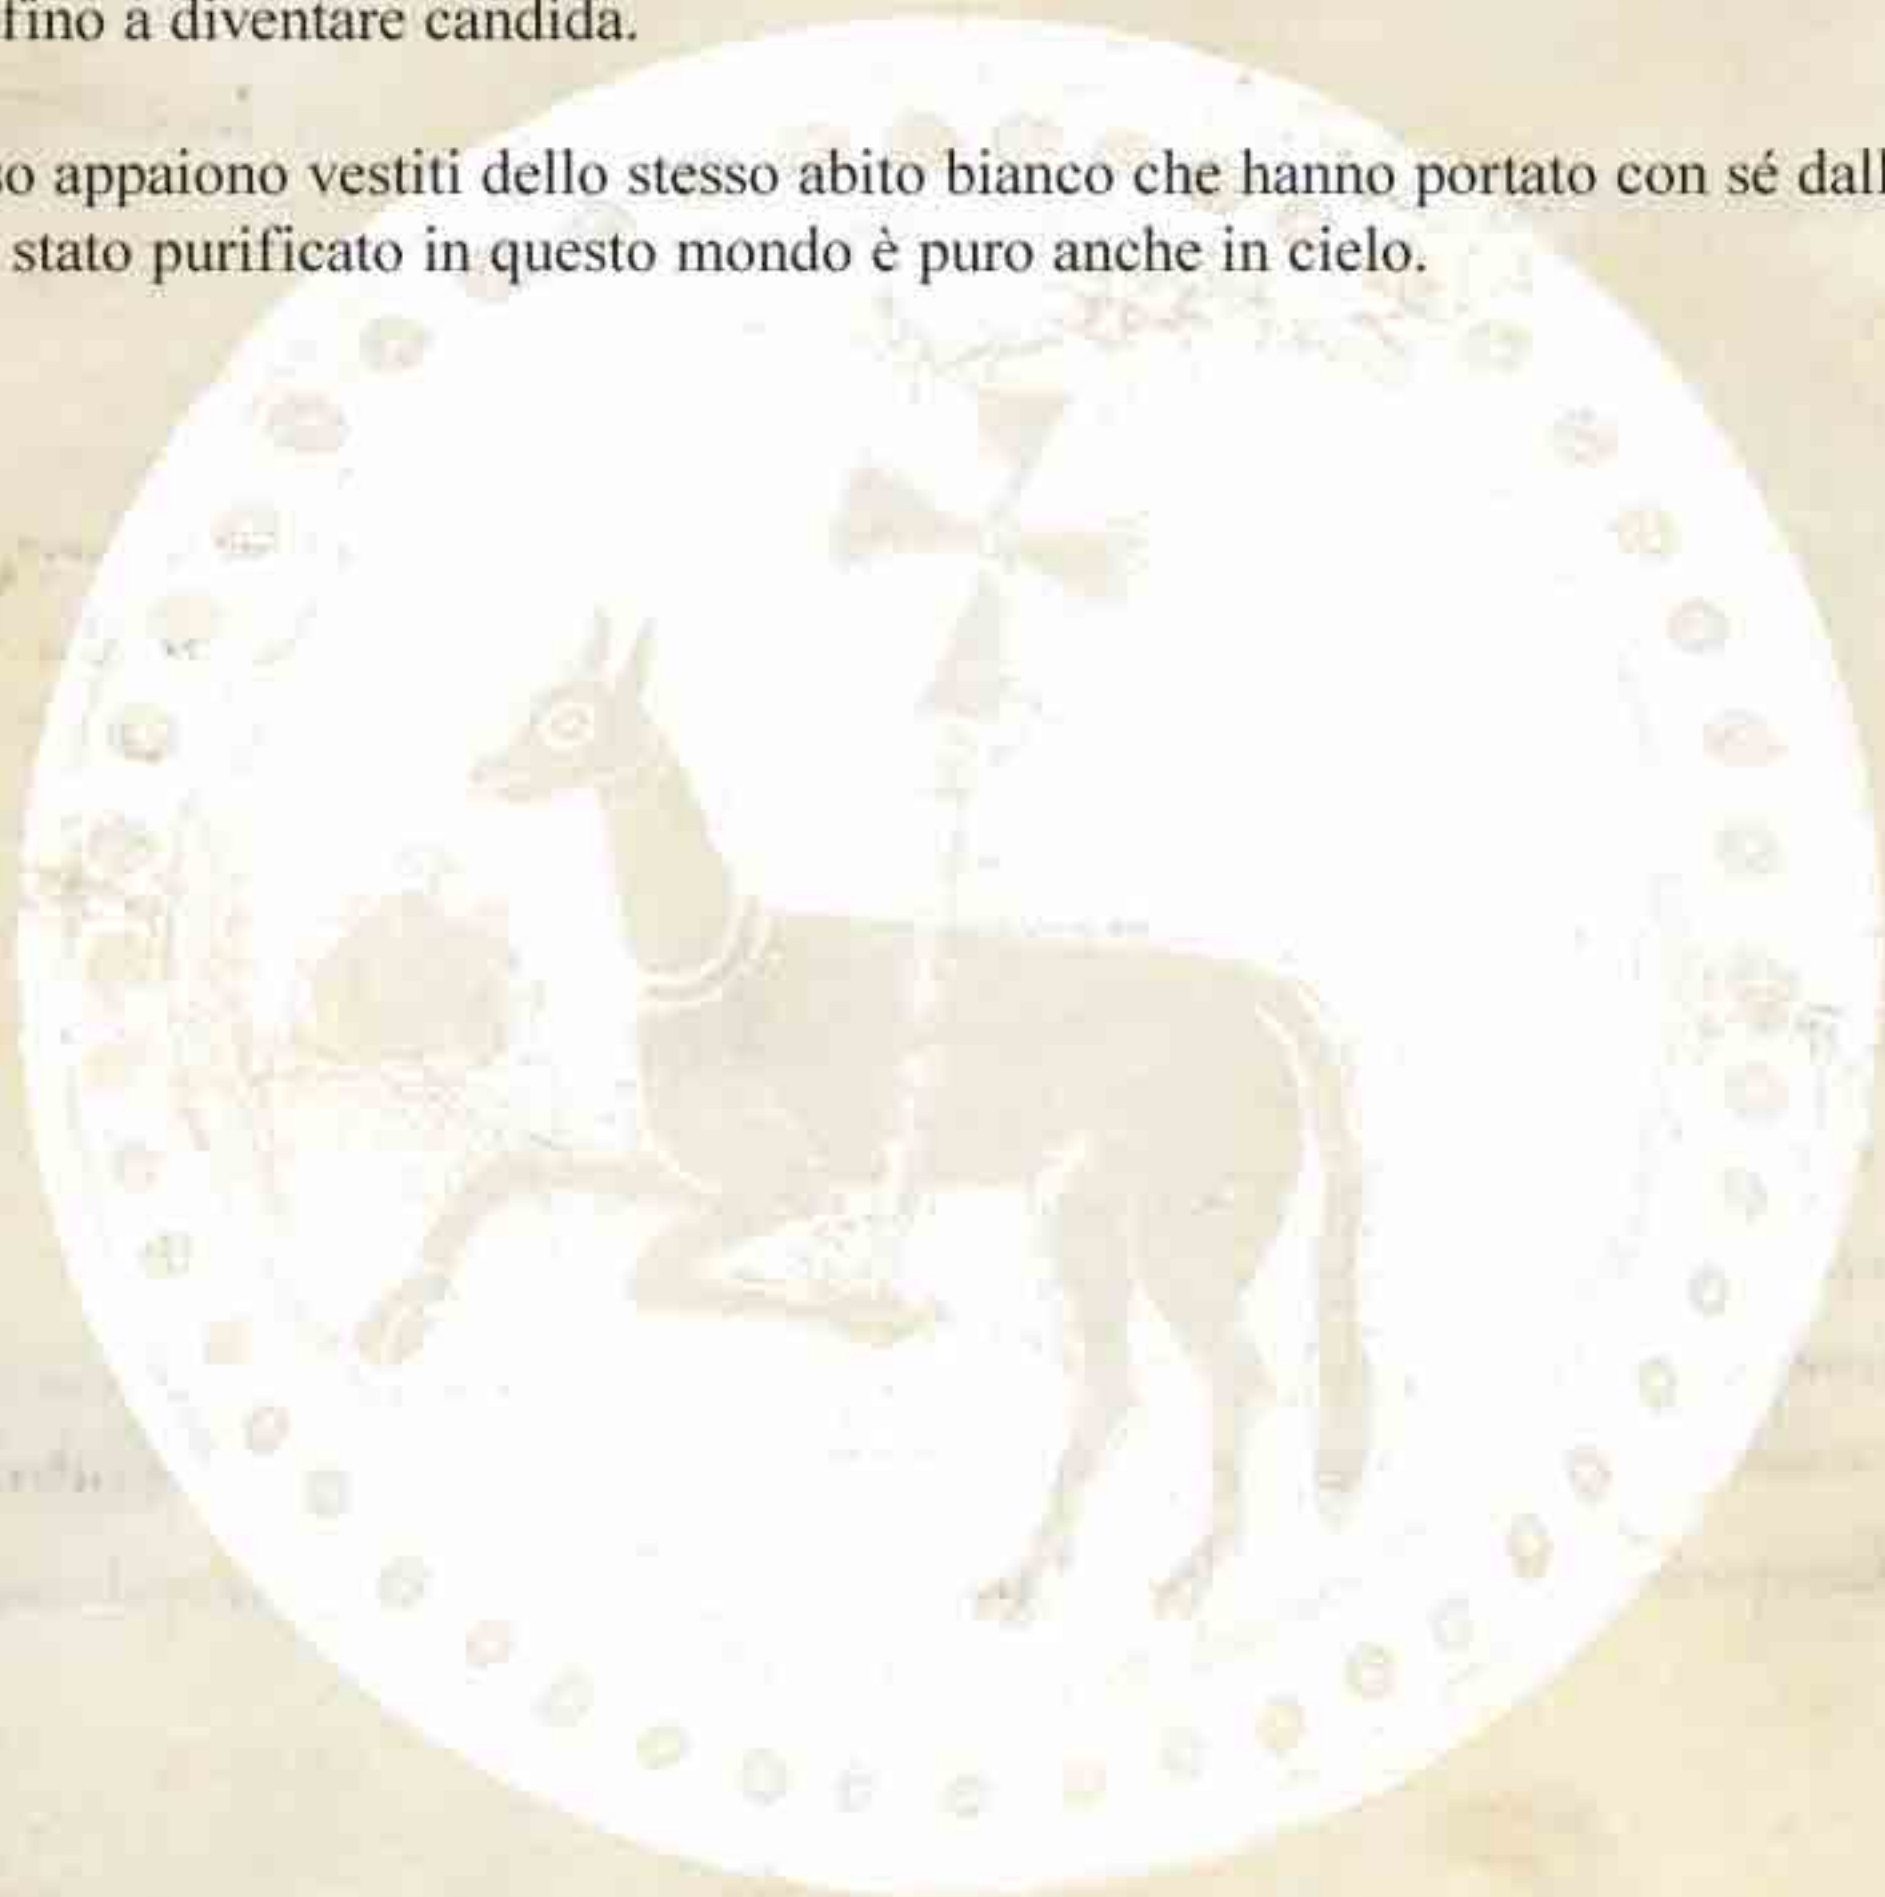 fino a diventare candida.
appaiono vestiti dello stesso abito bianco che hanno portato con sé
stato purificato in questo mondo è puro anche in cielo.